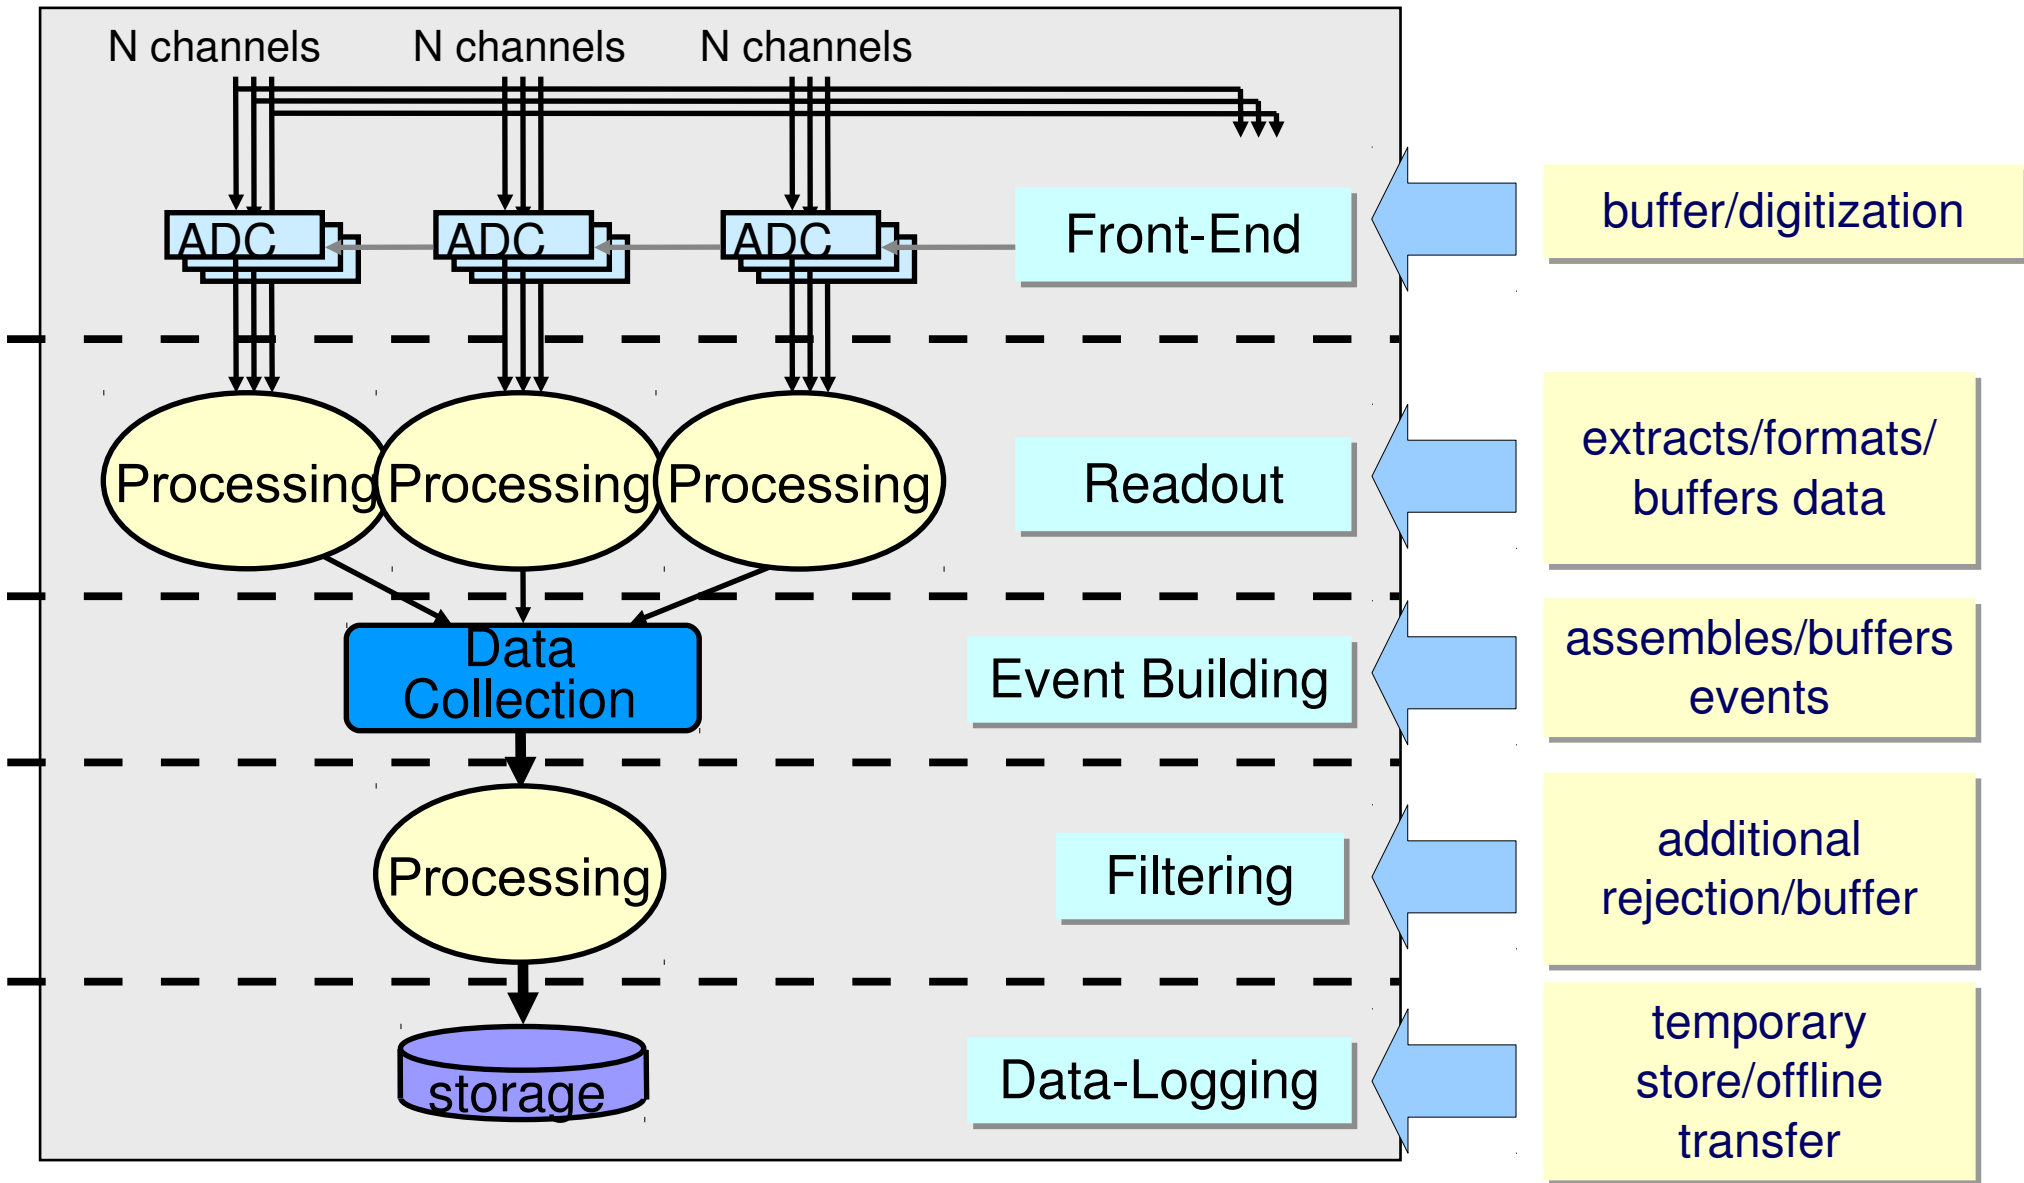 N channels N channels N channels
ADC ADC ADC
Front-End
buffer/digitization
Processing Processing Processing
Readout
extracts/formats/
buffers data
Data
Collection
Event Building
assembles/buffers
events
Processing
Filtering
additional
rejection/buffer
storage
Data-Logging
temporary
store/offline
transfer